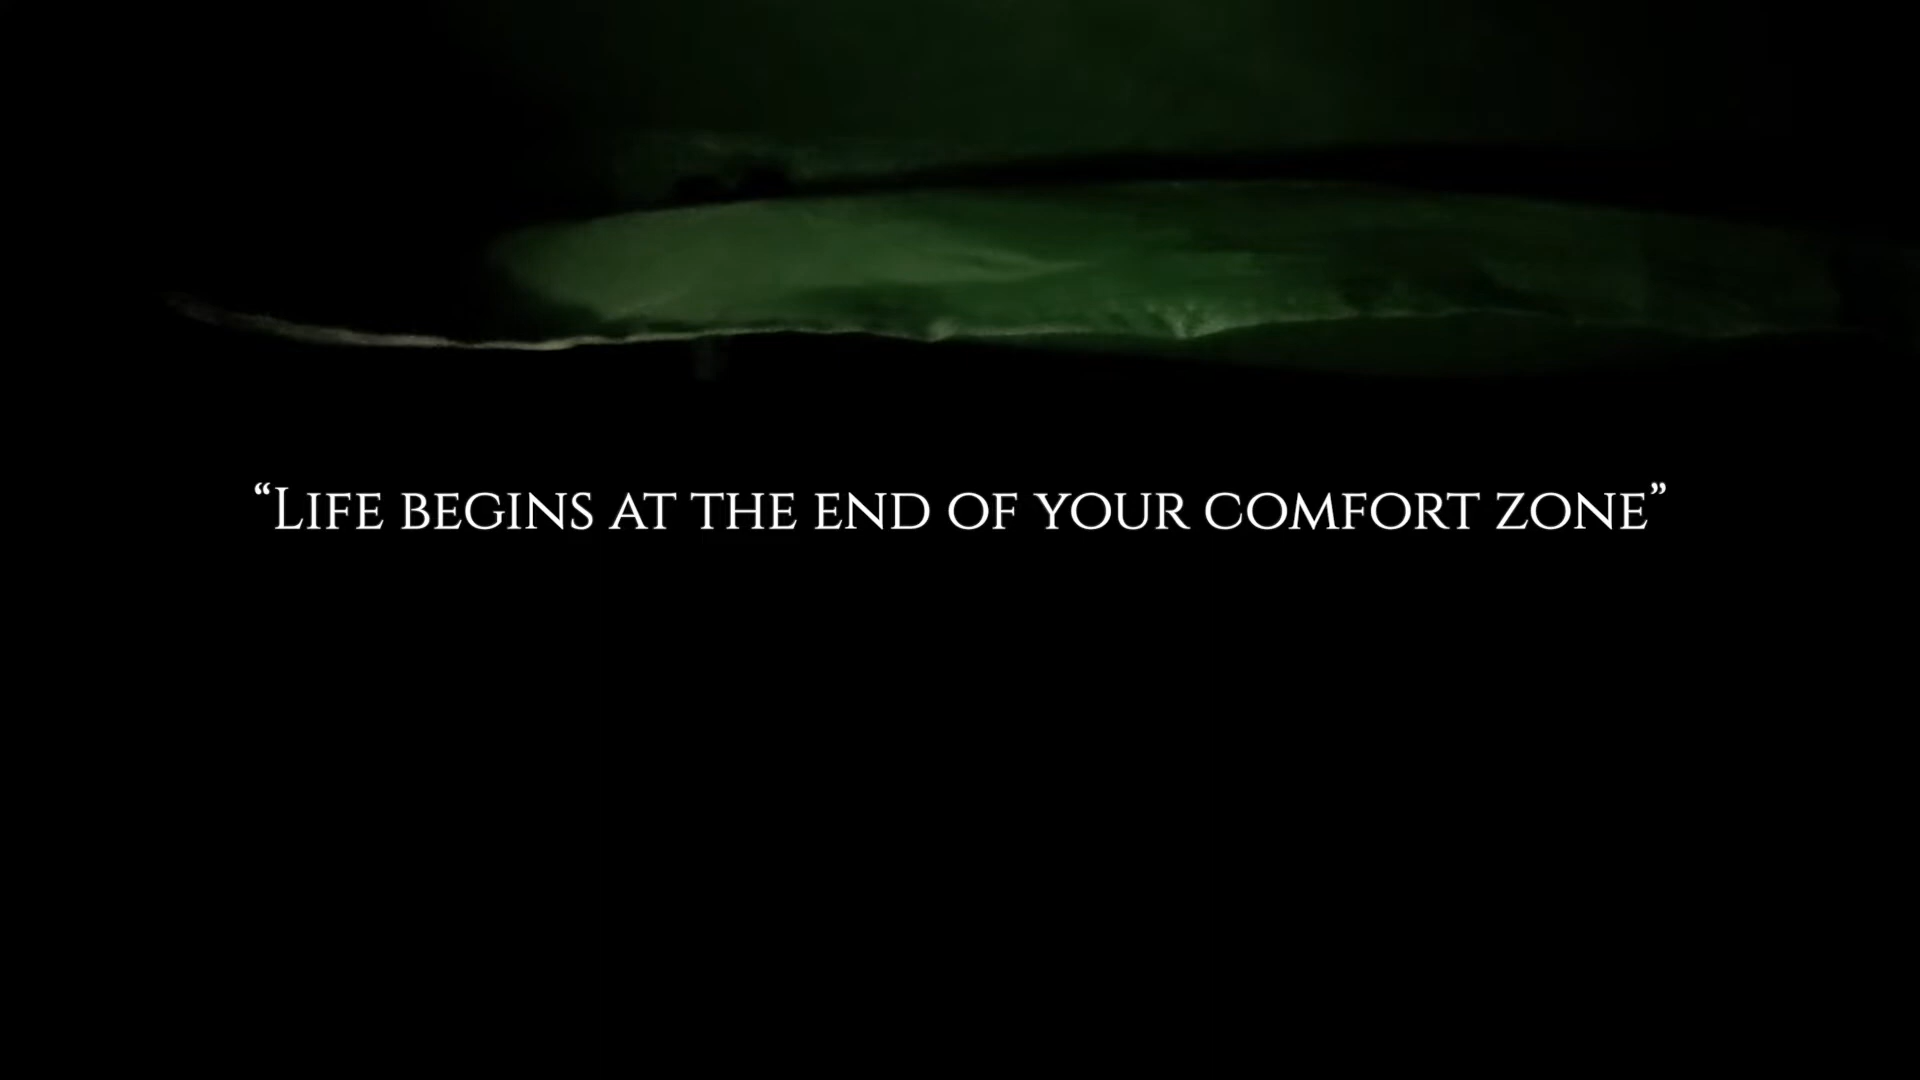 “Life begins at the end of your comfort zone”